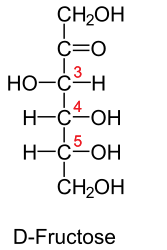 CH₂OH
C=O
3
HO—C—H
4
H—C—OH
5
H—C—OH
CH₂OH
D-Fructose